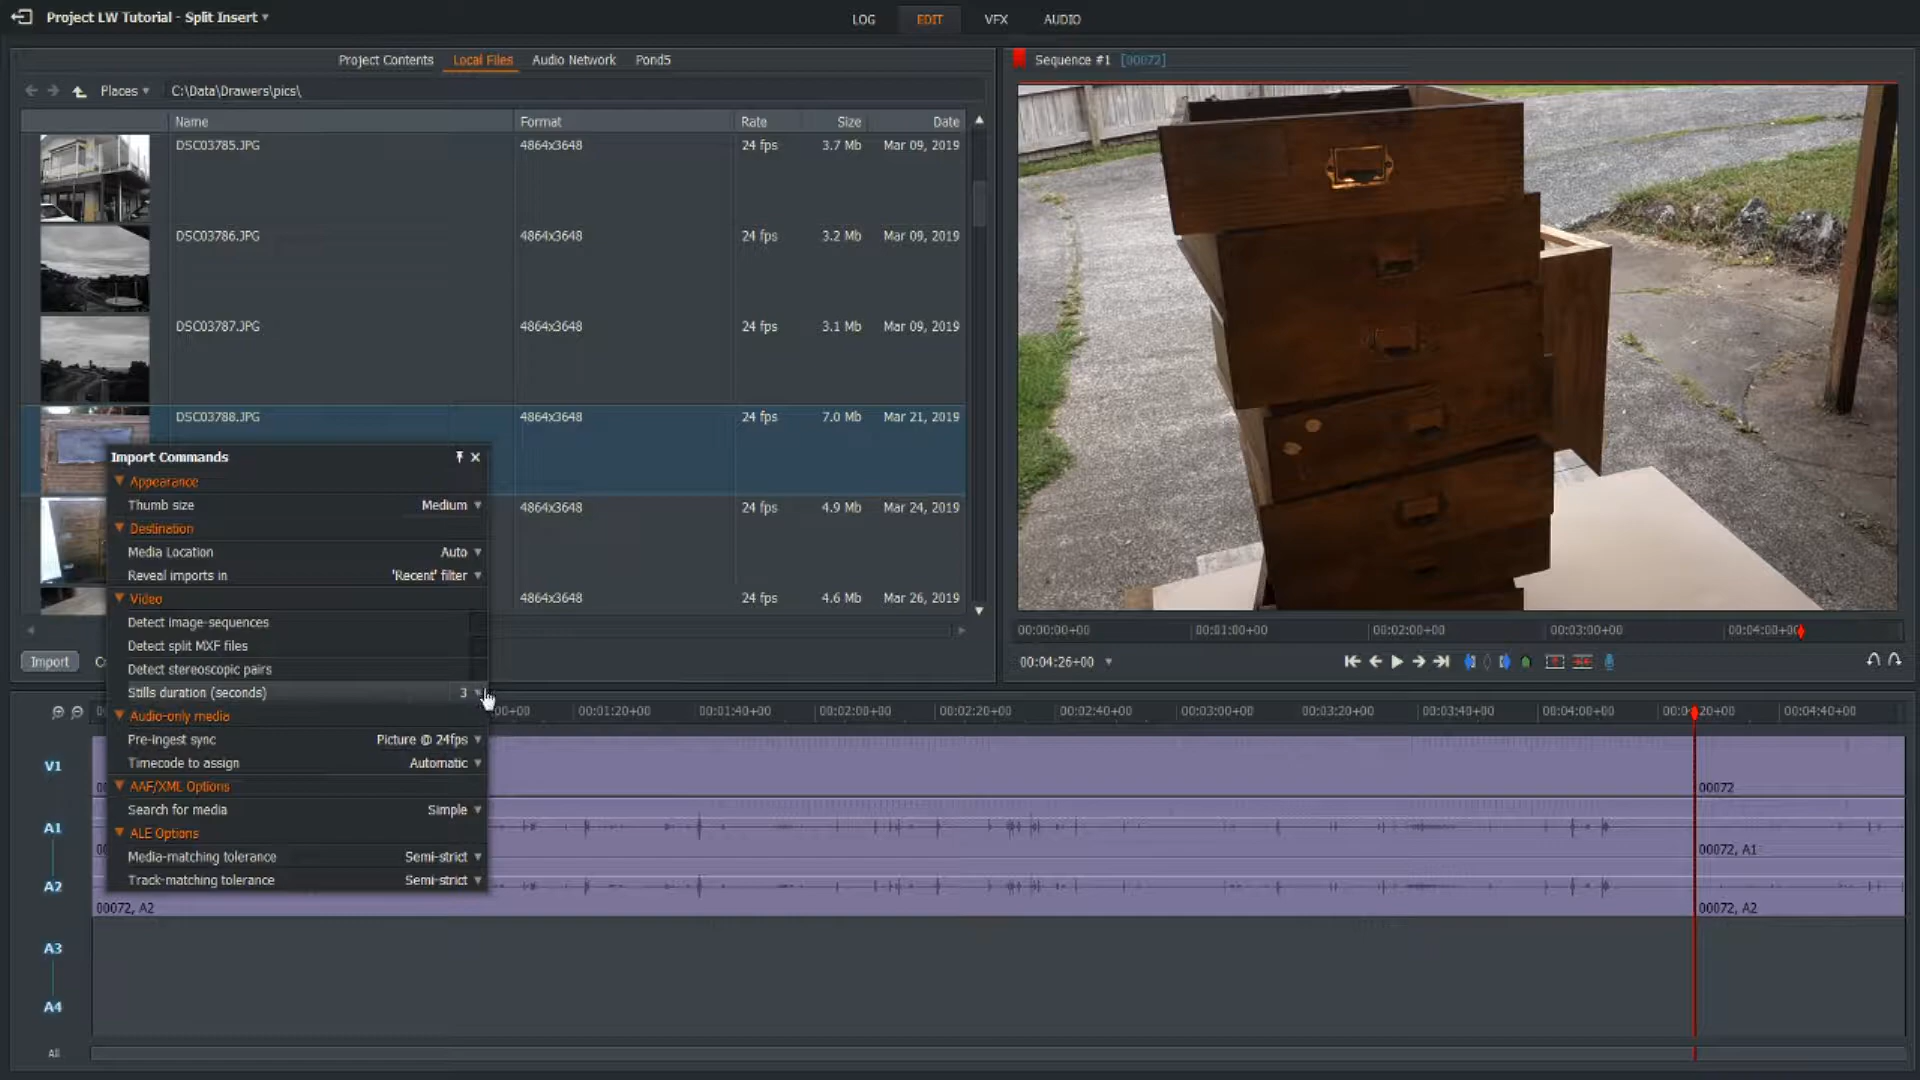 Project LW Tutorial - Split Insert
LOG EDIT VFX AUDIO
Project Contents Local Files Audio Network Pond5
Places C:\Data\Drawers\pics\
Name Format Rate Size Date
DSC03785.JPG 4864x3648 24 fps 3.7 Mb Mar 09, 2019
DSC03786.JPG 4864x3648 24 fps 3.2 Mb Mar 09, 2019
DSC03787.JPG 4864x3648 24 fps 3.1 Mb Mar 09, 2019
DSC03788.JPG 4864x3648 24 fps 7.0 Mb Mar 21, 2019
4864x3648 24 fps 4.9 Mb Mar 24, 2019
4864x3648 24 fps 4.6 Mb Mar 26, 2019
Import
Import Commands
Appearance
Thumb size Medium
Destination
Media Location Auto
Reveal imports in 'Recent' filter
Video
Detect image-sequences
Detect split MXF files
Detect stereoscopic pairs
Stills duration (seconds) 3
Audio-only media
Pre-ingest sync Picture @ 24fps
Timecode to assign Automatic
AAF/XML Options
Search for media Simple
ALE Options
Media-matching tolerance Semi-strict
Track-matching tolerance Semi-strict
Sequence #1 [00072]
00:00:00+00 00:01:00+00 00:02:00+00 00:03:00+00 00:04:00+00
00:04:26+00
00:01:20+00 00:01:40+00 00:02:00+00 00:02:20+00 00:02:40+00 00:03:00+00 00:03:20+00 00:03:40+00 00:04:00+00 00:04:40+00
V1
00072
A1
00072, A1
A2
00072, A2 00072, A2
A3
A4
All